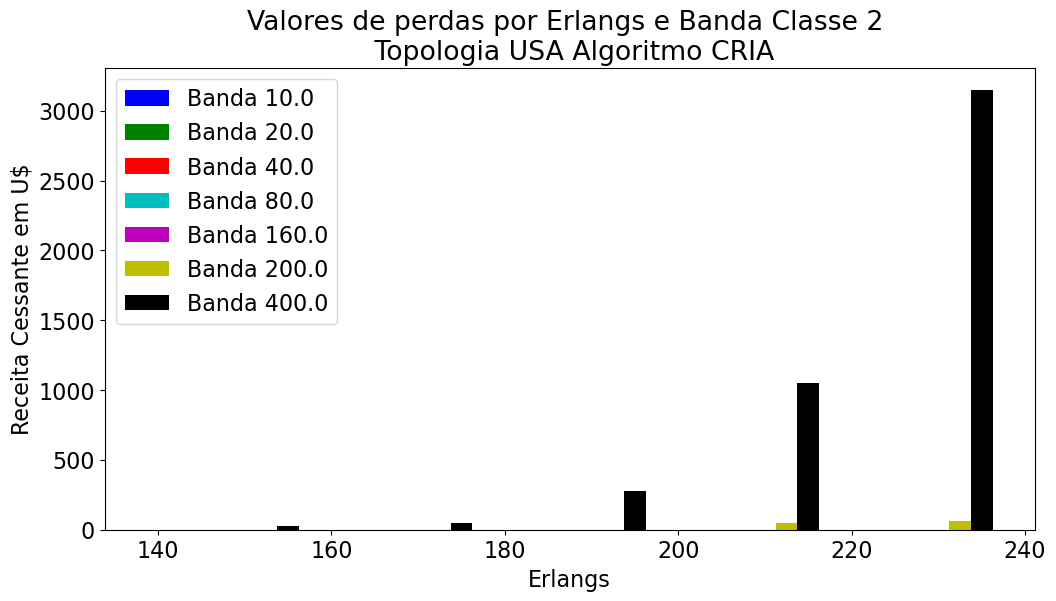 Valores de perdas por Erlangs e Banda Classe 2
Topologia USA Algoritmo CRIA
Receita Cessante em U$
3000
2500
2000
1500
1000
500
0
Banda 10.0
Banda 20.0
Banda 40.0
Banda 80.0
Banda 160.0
Banda 200.0
Banda 400.0
140 160 180 200 220 240
Erlangs